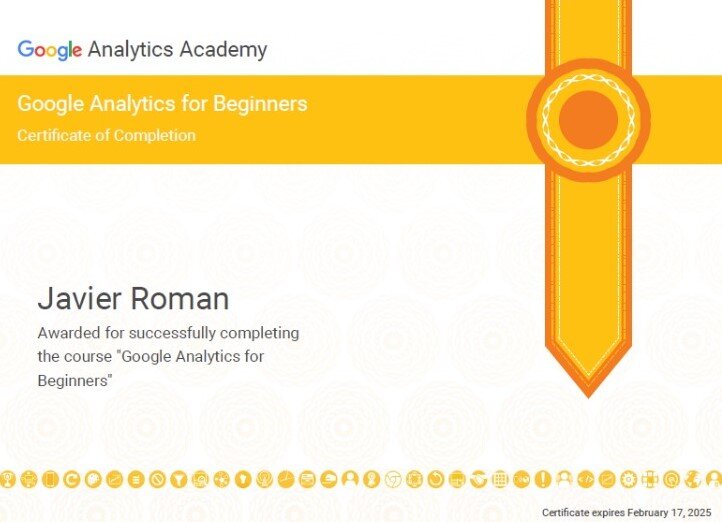 Google Analytics Academy
Google Analytics for Beginners
Certificate of Completion
Javier Roman
Awarded for successfully completing
the course "Google Analytics for
Beginners"
Certificate expires February 17, 2025